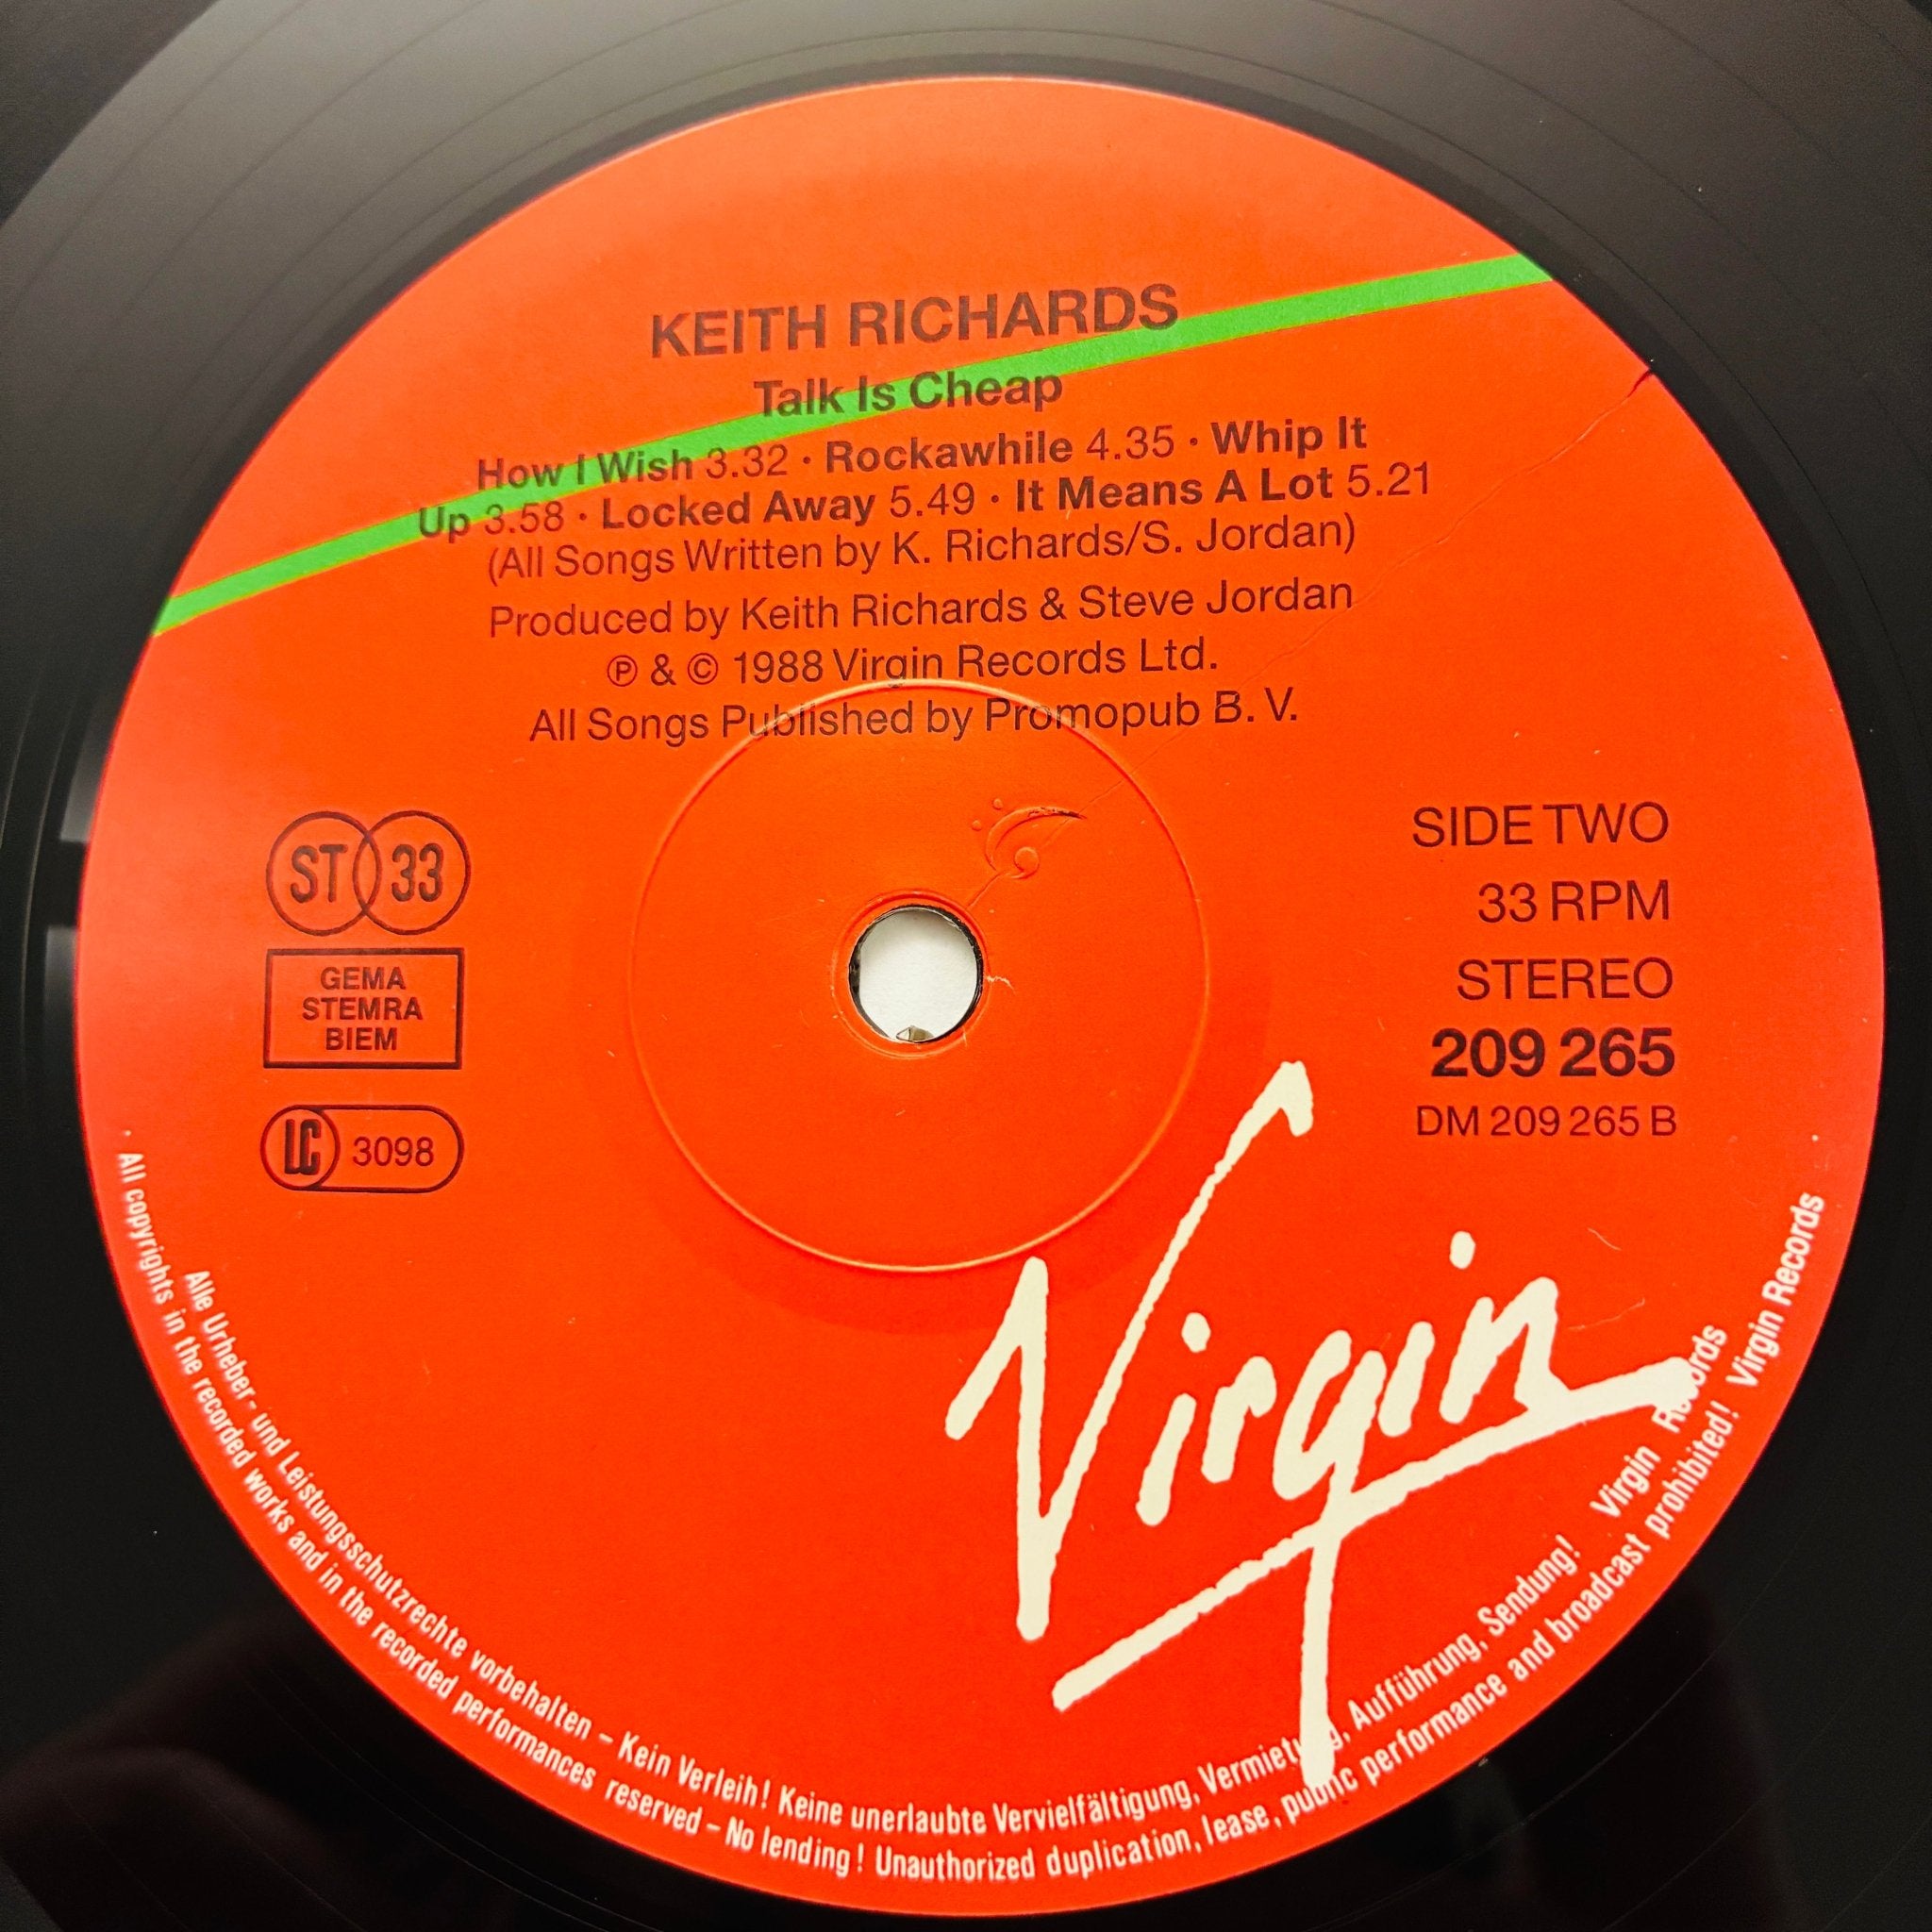 KEITH RICHARDS
Talk Is Cheap
How I Wish 3.32 · Rockawhile 4.35 · Whip It
Up 3.58 · Locked Away 5.49 · It Means A Lot 5.21
(All Songs Written by K. Richards/S. Jordan)
Produced by Keith Richards & Steve Jordan
℗ & © 1988 Virgin Records Ltd.
All Songs Published by Promopub B. V.
ST 33
GEMA
STEMRA
BIEM
LC 3098
SIDE TWO
33 RPM
STEREO
209 265
DM 209 265 B
Virgin
Alle Urheber- und Leistungsschutzrechte vorbehalten – Kein Verleih! Keine unerlaubte Vervielfältigung, Vermietung, Aufführung, Sendung! Virgin Records
All copyrights in the recorded works and in the recorded performances reserved – No lending! Unauthorized duplication, lease, public performance and broadcast prohibited! Virgin Records